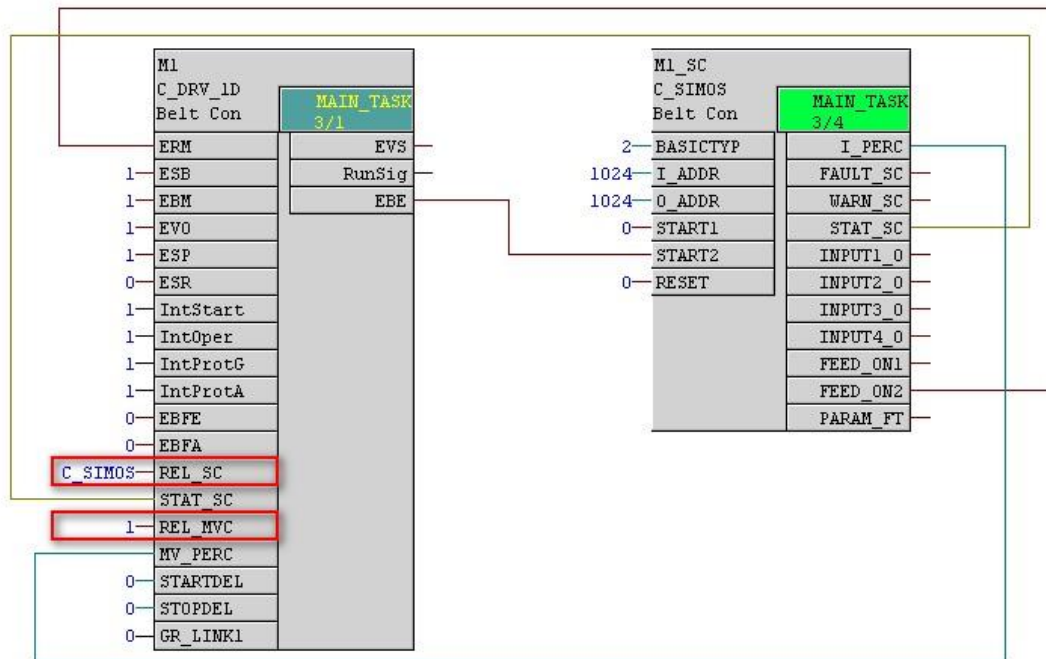 M1
C_DRV_1D
Belt Con
MAIN_TASK
3/1
ERM
EVS
1 ESB
RunSig
1 EBM
EBE
1 EVO
1 ESP
0 ESR
1 IntStart
1 IntOper
1 IntProtG
1 IntProtA
0 EBFE
0 EBFA
C_SIMOS REL_SC
STAT_SC
1 REL_MVC
MV_PERC
0 STARTDEL
0 STOPDEL
0 GR_LINK1
M1_SC
C_SIMOS
Belt Con
MAIN_TASK
3/4
2 BASICTYP
I_PERC
1024 I_ADDR
FAULT_SC
1024 O_ADDR
WARN_SC
0 START1
STAT_SC
START2
INPUT1_O
0 RESET
INPUT2_O
INPUT3_O
INPUT4_O
FEED_ON1
FEED_ON2
PARAM_FT